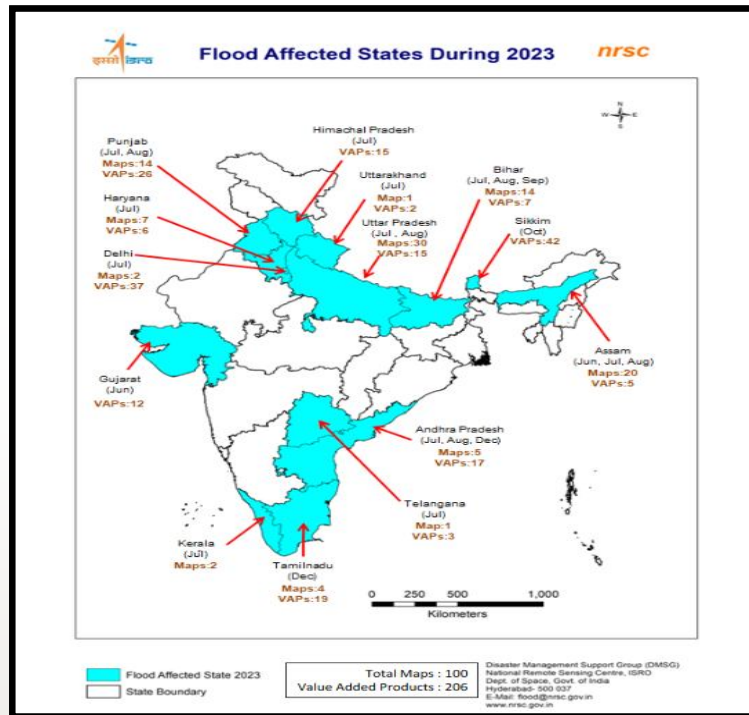 Flood Affected States During 2023
इसरो isro
nrsc
N
W E
S
Himachal Pradesh
(Jul)
VAPs:15
Punjab
(Jul, Aug)
Maps:14
VAPs:26
Uttarakhand
(Jul)
Map:1
VAPs:2
Bihar
(Jul, Aug, Sep)
Maps:14
VAPs:7
Haryana
(Jul)
Maps:7
VAPs:6
Uttar Pradesh
(Jul , Aug)
Maps:30
VAPs:15
Sikkim
(Oct)
VAPs:42
Delhi
(Jul)
Maps:2
VAPs:37
Assam
(Jun, Jul, Aug)
Maps:20
VAPs:5
Gujarat
(Jun)
VAPs:12
Andhra Pradesh
(Jul, Aug, Dec)
Maps:5
VAPs:17
Telangana
(Jul)
Map:1
VAPs:3
Kerala
(Jul)
Maps:2
Tamilnadu
(Dec)
Maps:4
VAPs:19
0 250 500 1,000
Kilometers
Flood Affected State 2023
State Boundary
Total Maps : 100
Value Added Products : 206
Disaster Management Support Group (DMSG)
National Remote Sensing Centre, ISRO
Dept. of Space, Govt. of India
Hyderabad- 500 037
E-Mail: flood@nrsc.gov.in
www.nrsc.gov.in